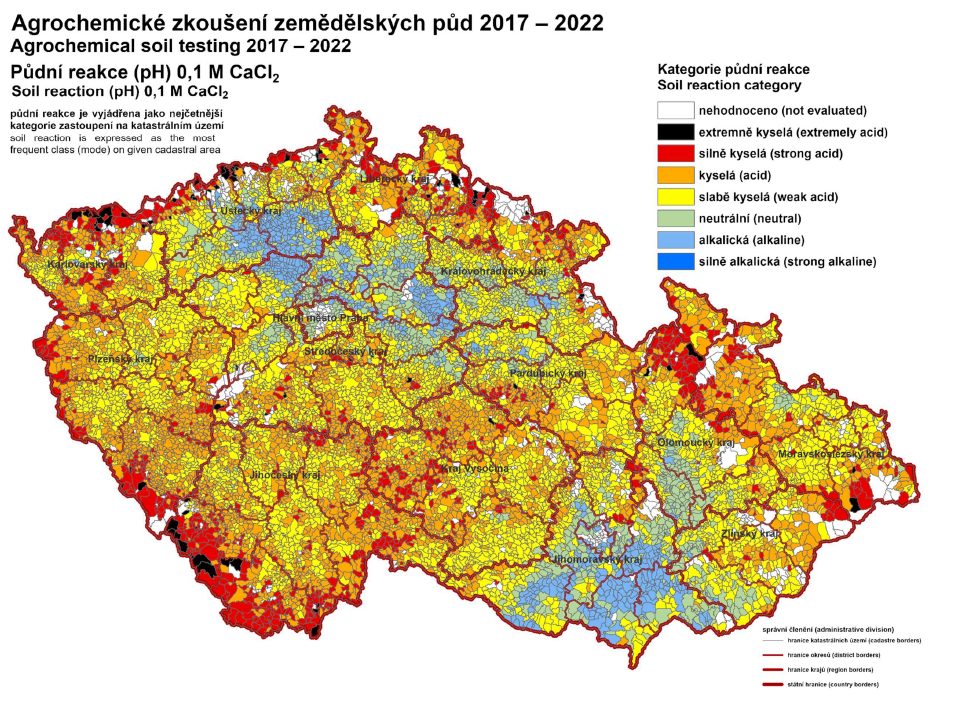 Agrochemické zkoušení zemědělských půd 2017 – 2022
Agrochemical soil testing 2017 – 2022
Půdní reakce (pH) 0,1 M CaCl₂
Soil reaction (pH) 0,1 M CaCl₂
půdní reakce je vyjádřena jako nejčetnější
kategorie zastoupení na katastrálním území
soil reaction is expressed as the most
frequent class (mode) on given cadastral area
Kategorie půdní reakce
Soil reaction category
nehodnoceno (not evaluated)
extremně kyselá (extremely acid)
silně kyselá (strong acid)
kyselá (acid)
slabě kyselá (weak acid)
neutrální (neutral)
alkalická (alkaline)
silně alkalická (strong alkaline)
Liberecký kraj
Ústecký kraj
Karlovarský kraj
Královohradecký kraj
Hlavní město Praha
Středočeský kraj
Plzeňský kraj
Pardubický kraj
Olomoucký kraj
Moravskoslezský kraj
Kraj Vysočina
Jihočeský kraj
Zlínský kraj
Jihomoravský kraj
správní členění (administrative division)
hranice katastrálních území (cadastre borders)
hranice okresů (district borders)
hranice krajů (region borders)
státní hranice (country borders)